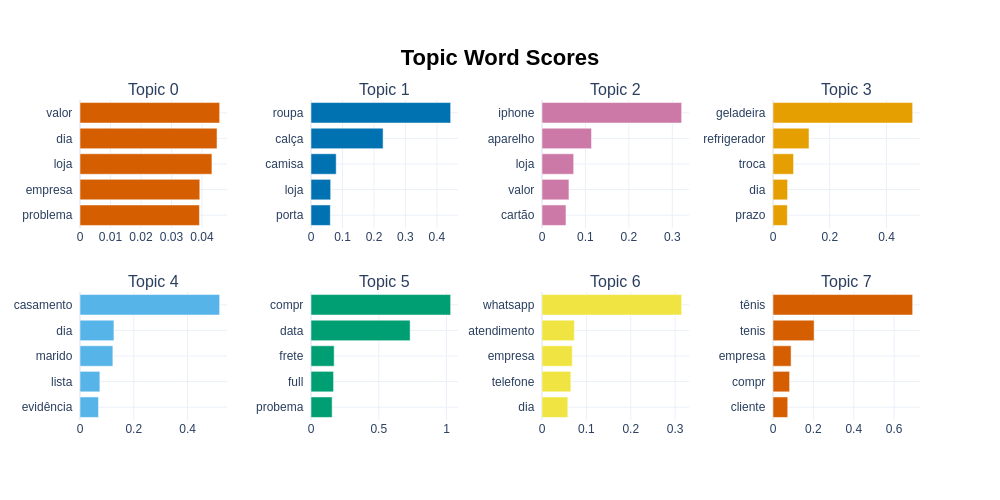 Topic Word Scores
Topic 0
valor
dia
loja
empresa
problema
0 0.01 0.02 0.03 0.04
Topic 1
roupa
calça
camisa
loja
porta
0 0.1 0.2 0.3 0.4
Topic 2
iphone
aparelho
loja
valor
cartão
0 0.1 0.2 0.3
Topic 3
geladeira
refrigerador
troca
dia
prazo
0 0.2 0.4
Topic 4
casamento
dia
marido
lista
evidência
0 0.2 0.4
Topic 5
compr
data
frete
full
probema
0 0.5 1
Topic 6
whatsapp
atendimento
empresa
telefone
dia
0 0.1 0.2 0.3
Topic 7
tênis
tenis
empresa
compr
cliente
0 0.2 0.4 0.6